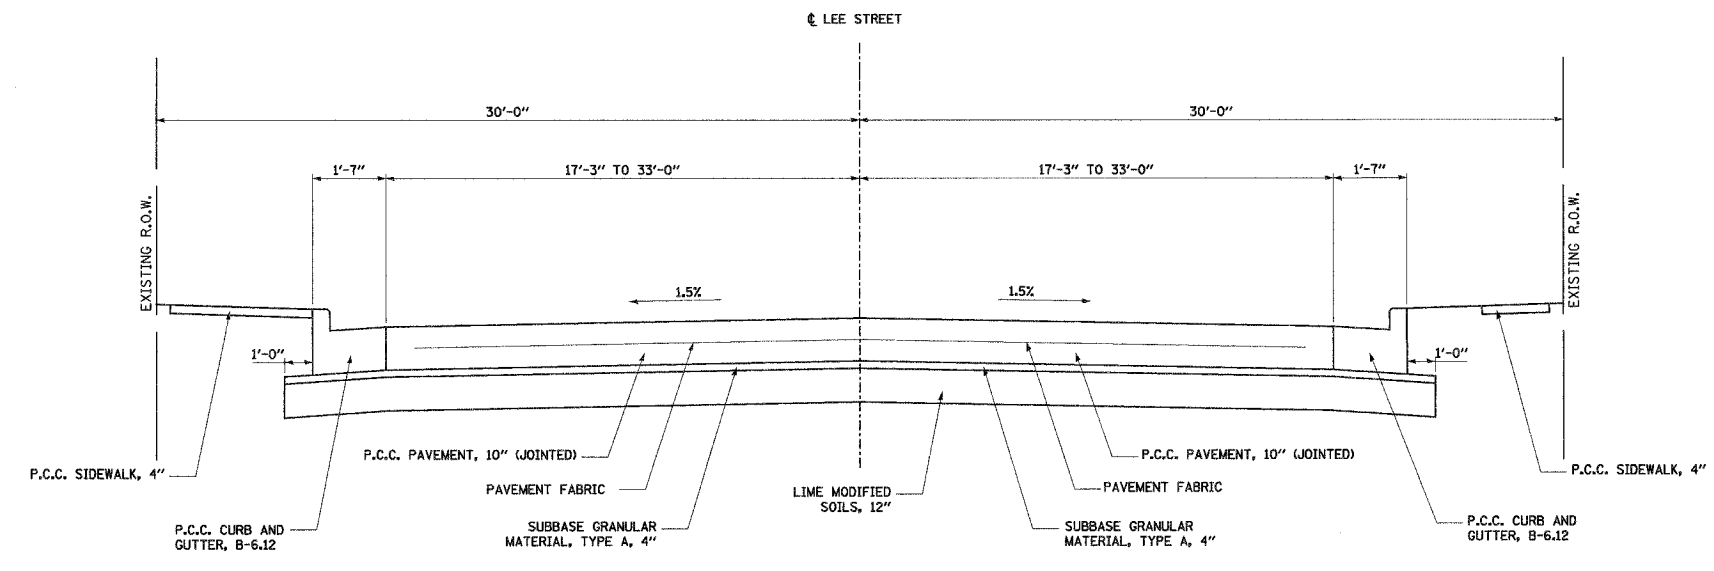 ℄ LEE STREET
30'-0"
30'-0"
1'-7"
17'-3" TO 33'-0"
17'-3" TO 33'-0"
1'-7"
EXISTING R.O.W.
EXISTING R.O.W.
1.5%
1.5%
1'-0"
1'-0"
P.C.C. PAVEMENT, 10" (JOINTED)
P.C.C. PAVEMENT, 10" (JOINTED)
P.C.C. SIDEWALK, 4"
P.C.C. SIDEWALK, 4"
PAVEMENT FABRIC
LIME MODIFIED
SOILS, 12"
PAVEMENT FABRIC
P.C.C. CURB AND
GUTTER, B-6.12
SUBBASE GRANULAR
MATERIAL, TYPE A, 4"
SUBBASE GRANULAR
MATERIAL, TYPE A, 4"
P.C.C. CURB AND
GUTTER, B-6.12